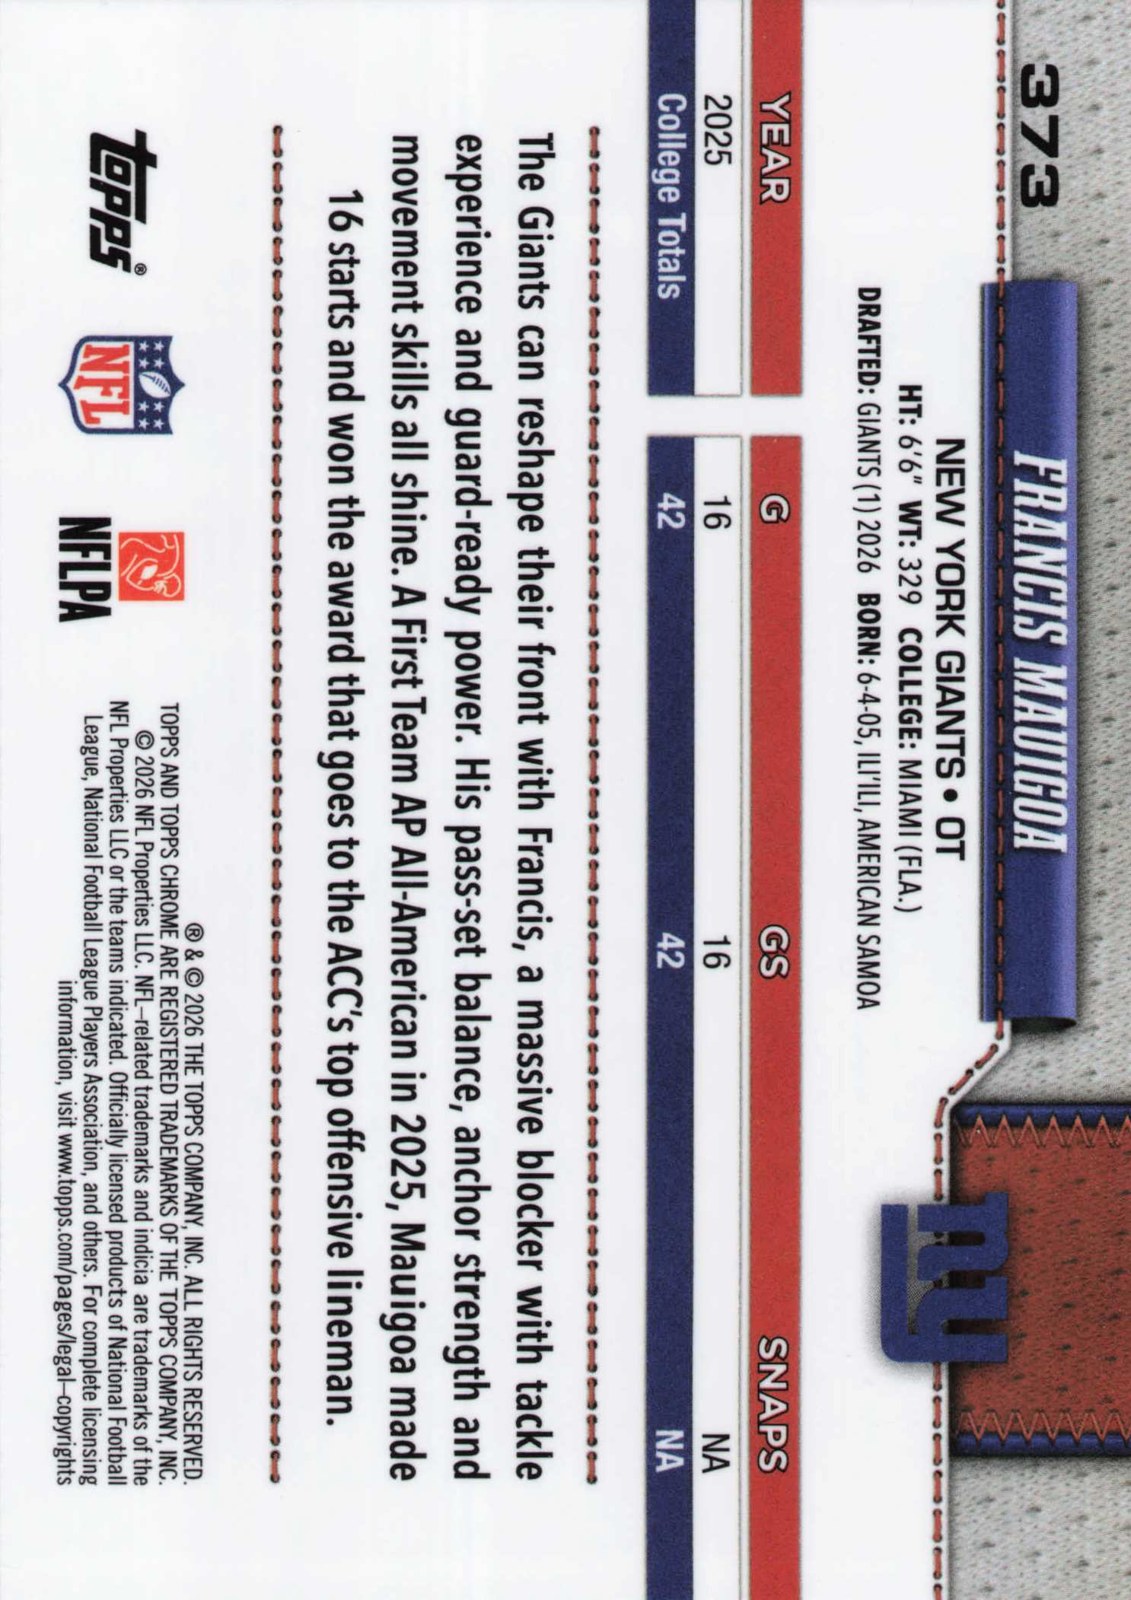 373
FRANCIS MAUIGOA
NEW YORK GIANTS • OT
HT: 6'6" WT: 329 COLLEGE: MIAMI (FLA.)
DRAFTED: GIANTS (1) 2026 BORN: 6-4-05, ILI'ILI, AMERICAN SAMOA
ny
YEAR G GS SNAPS
2025 16 16 NA
College Totals 42 42 NA
The Giants can reshape their front with Francis, a massive blocker with tackle
experience and guard-ready power. His pass-set balance, anchor strength and
movement skills all shine. A First Team AP All-American in 2025, Mauigoa made
16 starts and won the award that goes to the ACC's top offensive lineman.
topps®
NFL
NFLPA
® & © 2026 THE TOPPS COMPANY, INC. ALL RIGHTS RESERVED.
TOPPS AND TOPPS CHROME ARE REGISTERED TRADEMARKS OF THE TOPPS COMPANY, INC.
© 2026 NFL Properties LLC. NFL–related trademarks and indicia are trademarks of the
NFL Properties LLC or the teams indicated. Officially licensed products of National Football
League, National Football League Players Association, and others. For complete licensing
information, visit www.topps.com/pages/legal–copyrights